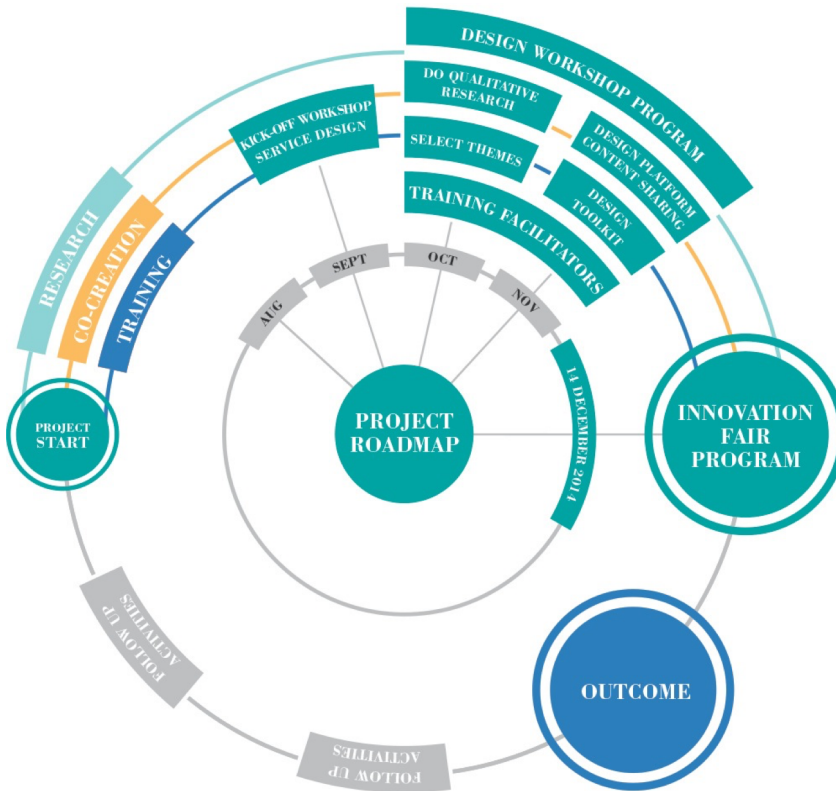 DESIGN WORKSHOP PROGRAM
DO QUALITATIVE
RESEARCH
DESIGN PLATFORM
CONTENT SHARING
KICK-OFF WORKSHOP
SERVICE DESIGN
SELECT THEMES
DESIGN
TOOLKIT
TRAINING FACILITATORS
RESEARCH
CO-CREATION
TRAINING
AUG
SEPT
OCT
NOV
14 DECEMBER 2014
PROJECT
START
PROJECT
ROADMAP
INNOVATION
FAIR
PROGRAM
OUTCOME
FOLLOW UP
ACTIVITIES
FOLLOW UP
ACTIVITIES